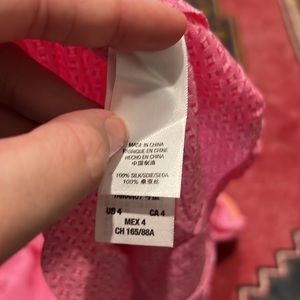 MADE IN CHINA
FABRIQUE EN CHINE
HECHO EN CHINA
中国制造
100% SILK/SOIE/SEDA
100% 桑蚕丝
US 4 CA 4
MEX 4
CH 165/88A